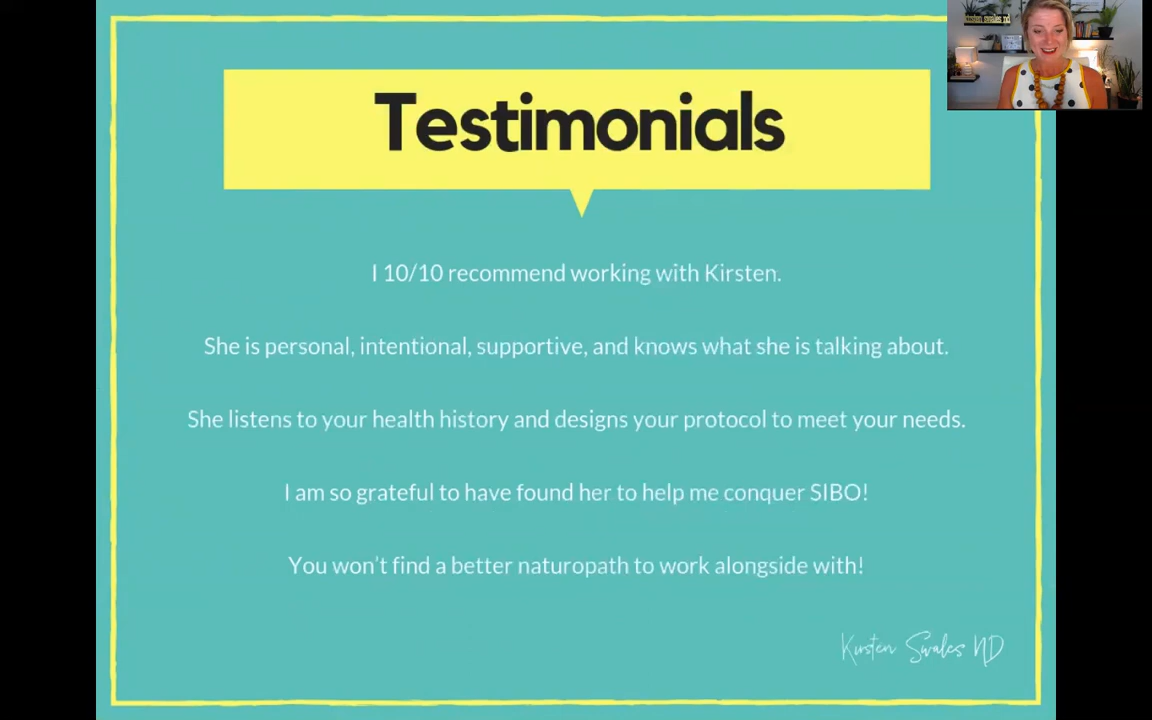 kirsten swales nd
Testimonials
I 10/10 recommend working with Kirsten.
She is personal, intentional, supportive, and knows what she is talking about.
She listens to your health history and designs your protocol to meet your needs.
I am so grateful to have found her to help me conquer SIBO!
You won't find a better naturopath to work alongside with!
Kirsten Swales ND